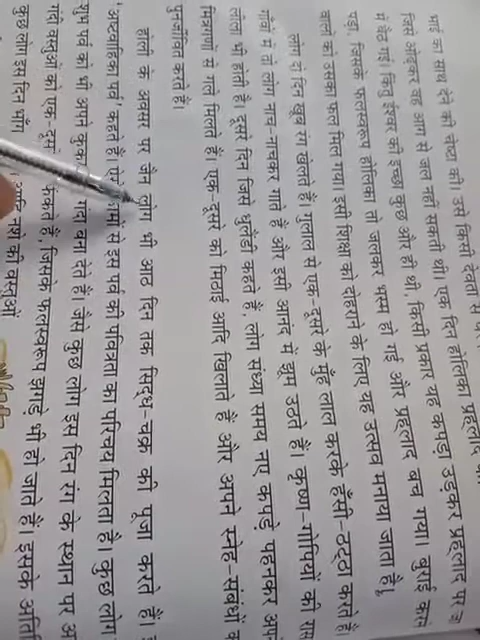 भाई का साथ देने की चेष्टा की। उसे किसी देवता से
जिसे ओढ़कर वह आग से जल नहीं सकती थी। एक दिन होलिका प्रह्लाद
में बैठ गई। किंतु ईश्वर की इच्छा कुछ और ही थी, किसी प्रकार वह कपड़ा उड़कर प्रह्लाद पर जा
पड़ा, जिसके फलस्वरूप होलिका तो जलकर भस्म हो गई और प्रह्लाद बच गया। बुराई करने
वालों को उसका फल मिल गया। इसी शिक्षा को दोहराने के लिए यह उत्सव मनाया जाता है।
लोग दो दिन खूब रंग खेलते हैं। गुलाल से एक-दूसरे के मुँह लाल करके हँसी-ठट्ठा करते हैं
गाँवों में तो लोग नाच-नाचकर गाते हैं और इसी आनंद में झूम उठते हैं। कृष्ण-गोपियों की रास
लीला भी होती है। दूसरे दिन जिसे धुलैंडी कहते हैं, लोग संध्या समय नए कपड़े पहनकर अपने
मित्रगणों से गले मिलते हैं। एक-दूसरे को मिठाई आदि खिलाते हैं और अपने स्नेह-संबंधों को
पुनर्जीवित करते हैं।
होली के अवसर पर जैन लोग भी आठ दिन तक सिद्ध-चक्र की पूजा करते हैं।
'अष्टाह्निका पर्व' कहते हैं। से इस पर्व की पवित्रता का परिचय मिलता है। कुछ लोग
शुभ पर्व को भी अपने गंदा बना देते हैं। जैसे कुछ लोग इस दिन रंग के स्थान पर
गंदी वस्तुओं को एक-दूसरे फेंकते हैं, जिसके फलस्वरूप झगड़े भी हो जाते हैं। इसके
कुछ लोग इस दिन भाँग नशे की वस्तुओं